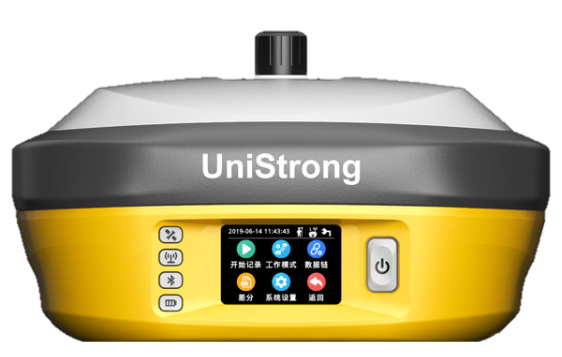 UniStrong
2019-06-14 11:43:43
开始记录 工作模式 数据链
差分 系统设置 返回